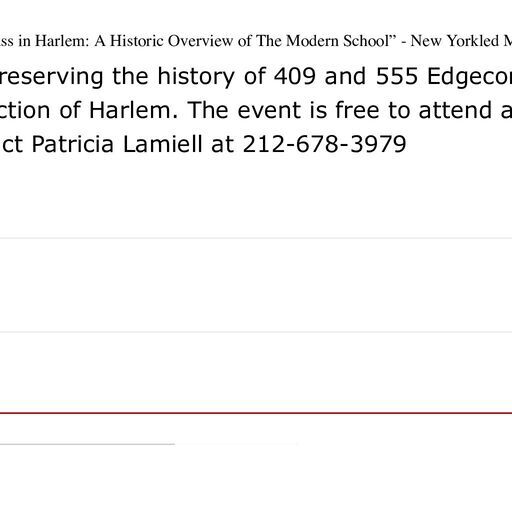 ss in Harlem: A Historic Overview of The Modern School” - New Yorkled M
reserving the history of 409 and 555 Edgeco
ction of Harlem. The event is free to attend a
ct Patricia Lamiell at 212-678-3979